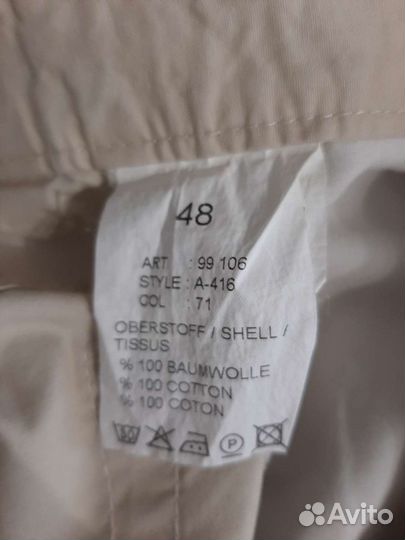 48
ART : 99 106
STYLE : A-416
COL : 71
OBERSTOFF / SHELL /
TISSUS
% 100 BAUMWOLLE
% 100 COTTON
% 100 COTON
P
Avito